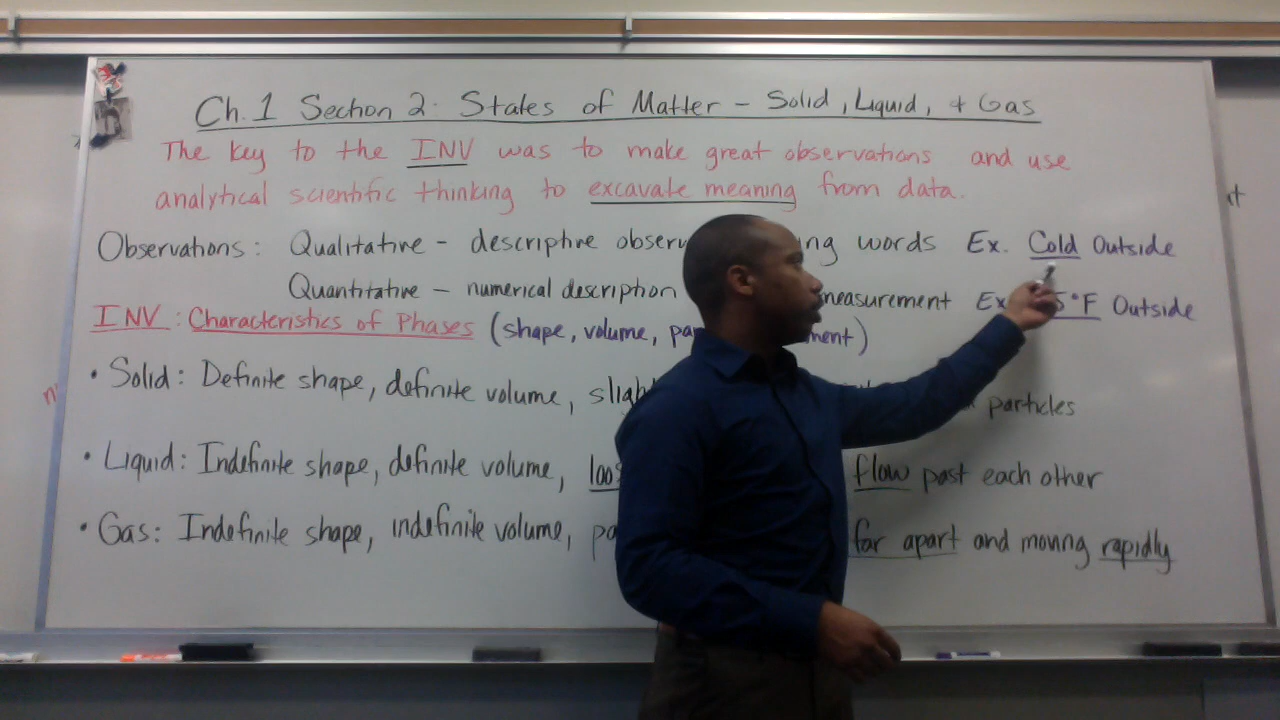 Ch. 1 Section 2: States of Matter – Solid, Liquid, + Gas
The key to the INV was to make great observations and use
analytical scientific thinking to excavate meaning from data.
Observations: Qualitative - descriptive observ ng words Ex. Cold Outside
Quantitative – numerical description measurement Ex 5°F Outside
INV: Characteristics of Phases (shape, volume, pa ment)
• Solid: Definite shape, definite volume, sligh particles
• Liquid: Indefinite shape, definite volume, loos flow past each other
• Gas: Indefinite shape, indefinite volume, pa far apart and moving rapidly